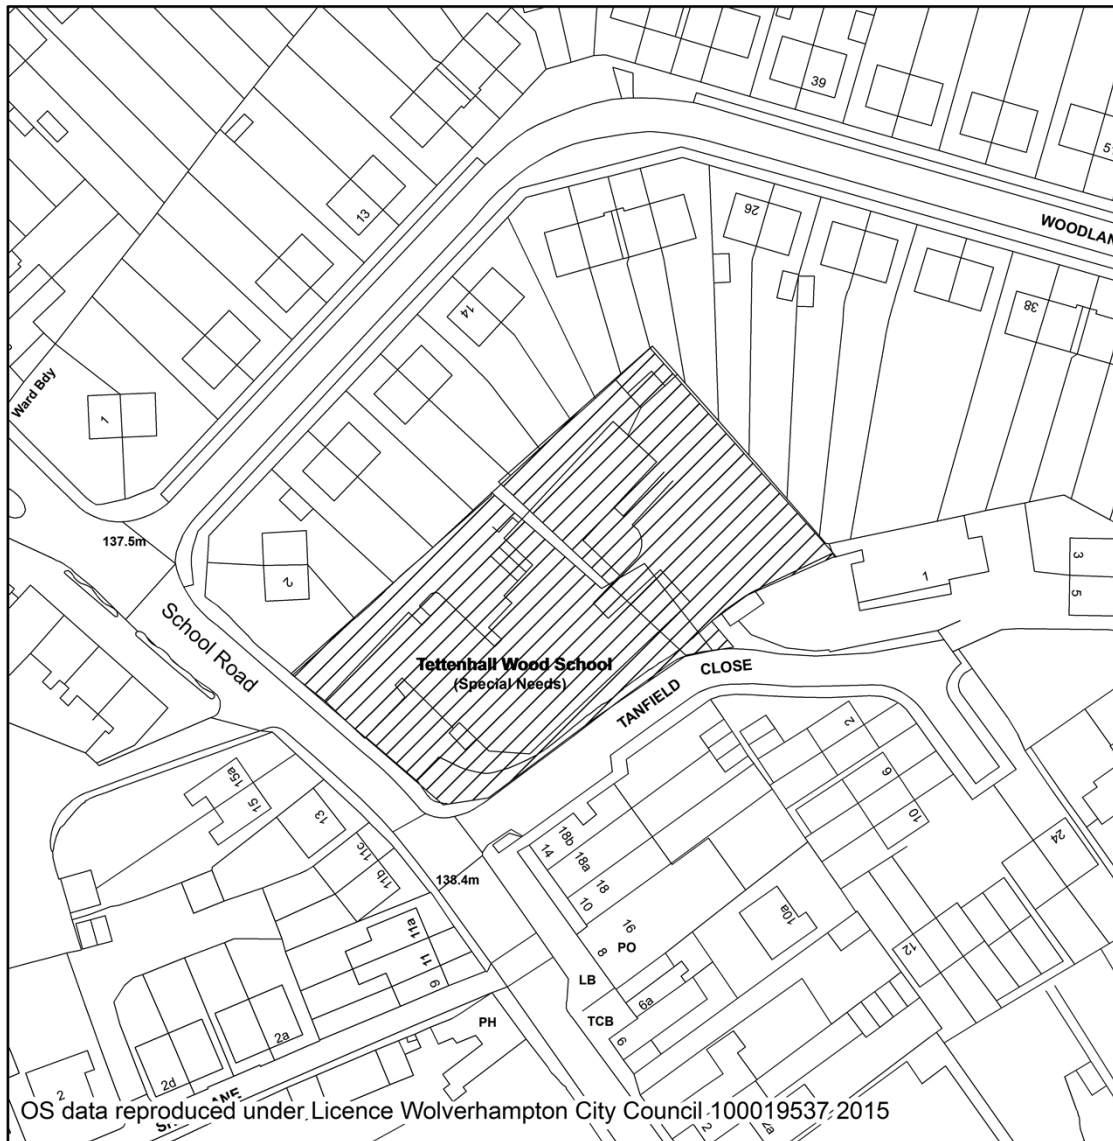 39
51
13
26
WOODLAN
14
38
Ward Bdy
1
137.5m
2
3
1
5
School Road
Tettenhall Wood School
(Special Needs)
TANFIELD CLOSE
2
15a
15
13
9
10
18b
14
18a
11c
11b
138.4m
18
10
24
16
10a
11a
8
PO
11
12
9
LB
6a
TCB
PH
6
2a
2d
2
2
4a
OS data reproduced under Licence Wolverhampton City Council 100019537 2015